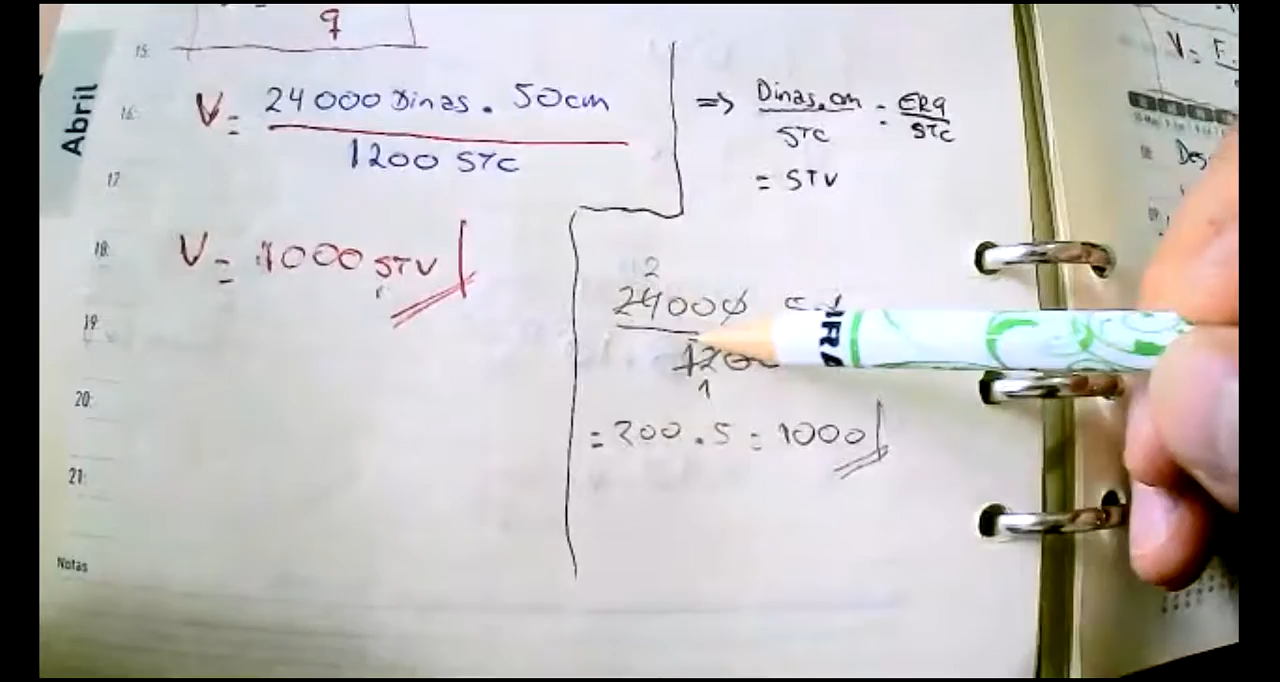 15:
9
Abril
16:
V = 24000 Dinas . 50cm
1200 STC
=> Dinas.cm = ERg
STC STC
= STV
17
18:
V = 1000 STV
2
24000
120
1
19:
20:
= 200 . 5 = 1000
21:
Notas
V = F.